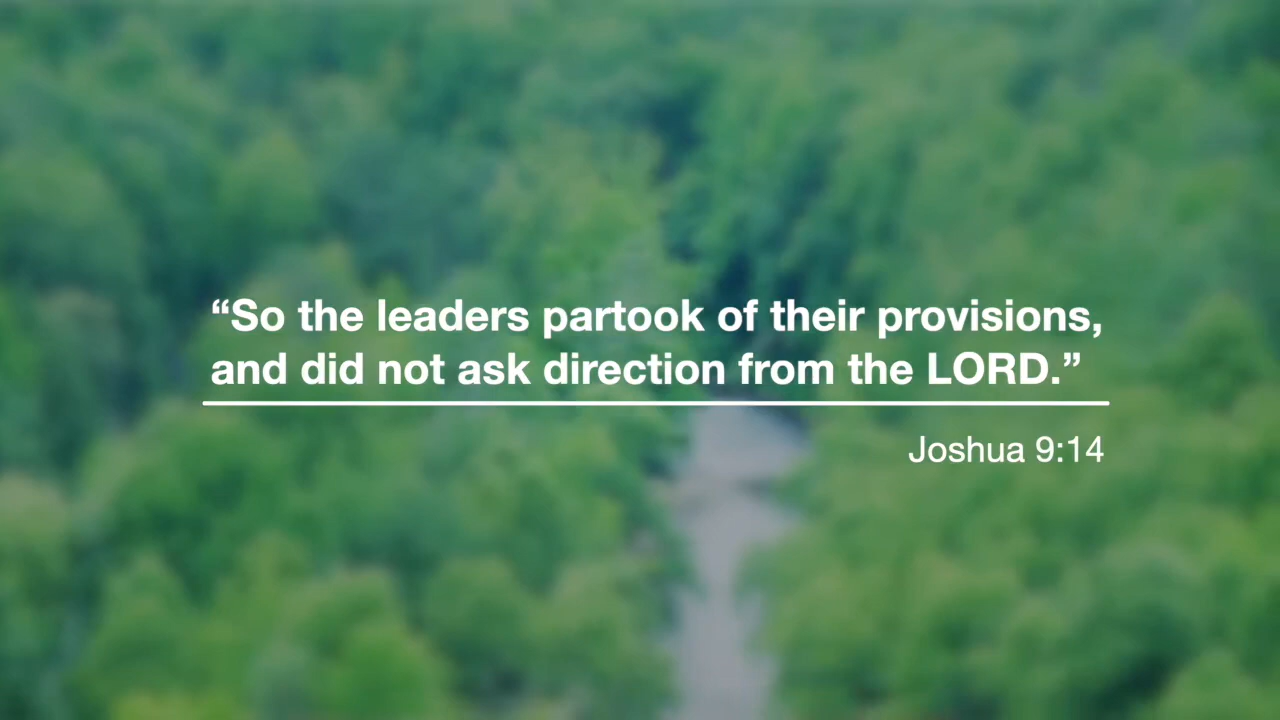 “So the leaders partook of their provisions,
and did not ask direction from the LORD.”
Joshua 9:14